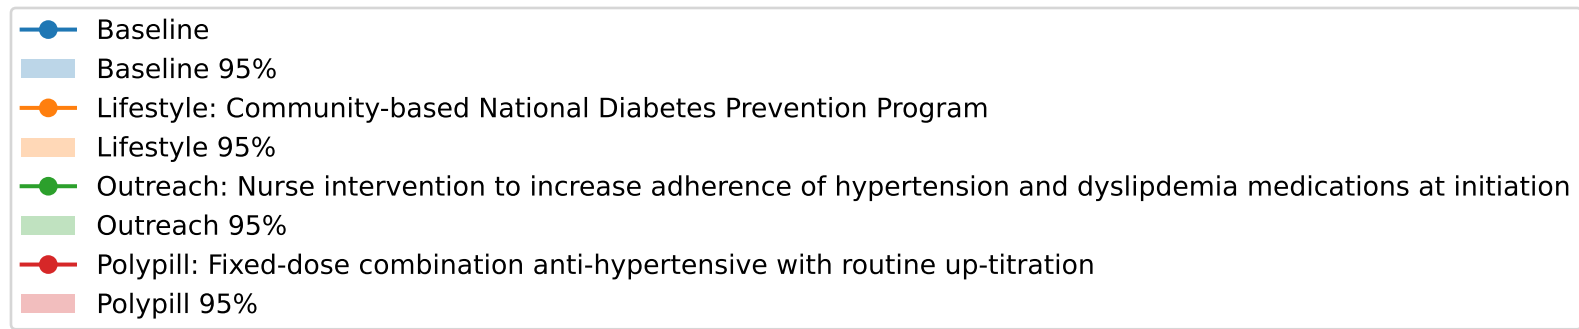 Baseline
Baseline 95%
Lifestyle: Community-based National Diabetes Prevention Program
Lifestyle 95%
Outreach: Nurse intervention to increase adherence of hypertension and dyslipdemia medications at initiation
Outreach 95%
Polypill: Fixed-dose combination anti-hypertensive with routine up-titration
Polypill 95%